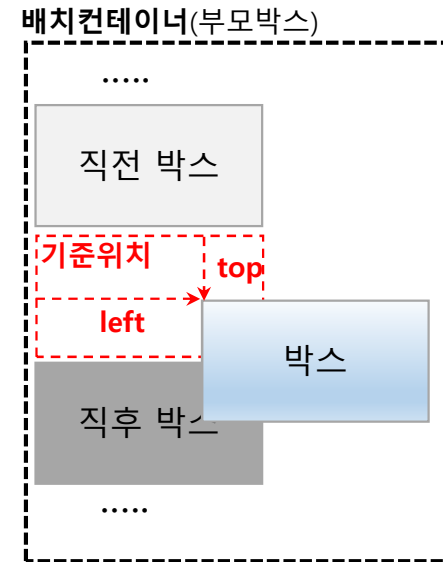 배치컨테이너(부모박스)
.....
직전 박스
기준위치
top
left
박스
직후 박스
.....